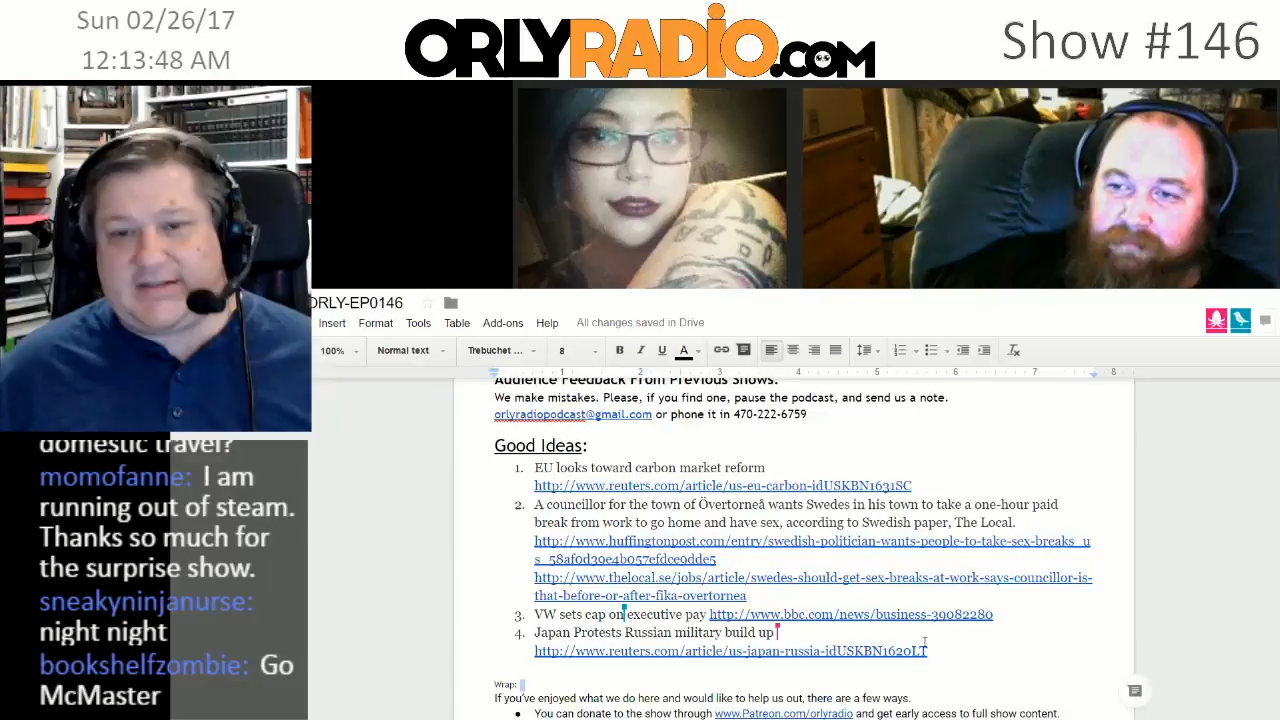 Sun 02/26/17
12:13:48 AM
ORLYRADIO.COM
Show #146
ORLY-EP0146
Insert Format Tools Table Add-ons Help All changes saved in Drive
100% Normal text Trebuchet ... 8 B I U A
1 2 3 4 5 6 7 8
Audience Feedback From Previous Shows:
We make mistakes. Please, if you find one, pause the podcast, and send us a note.
orlyradiopodcast@gmail.com or phone it in 470-222-6759
Good Ideas:
1. EU looks toward carbon market reform
http://www.reuters.com/article/us-eu-carbon-idUSKBN1631SC
2. A councillor for the town of Övertorneå wants Swedes in his town to take a one-hour paid
break from work to go home and have sex, according to Swedish paper, The Local.
http://www.huffingtonpost.com/entry/swedish-politician-wants-people-to-take-sex-breaks_u
s_58af0d39e4b057efdce9dde5
http://www.thelocal.se/jobs/article/swedes-should-get-sex-breaks-at-work-says-councillor-is-
that-before-or-after-fika-overtornea
3. VW sets cap on executive pay http://www.bbc.com/news/business-39082280
4. Japan Protests Russian military build up
http://www.reuters.com/article/us-japan-russia-idUSKBN1620LT
Wrap:
If you've enjoyed what we do here and would like to help us out, there are a few ways.
● You can donate to the show through www.Patreon.com/orlyradio and get early access to full show content.
domestic travel?
momofanne: I am
running out of steam.
Thanks so much for
the surprise show.
sneakyninjanurse:
night night
bookshelfzombie: Go
McMaster